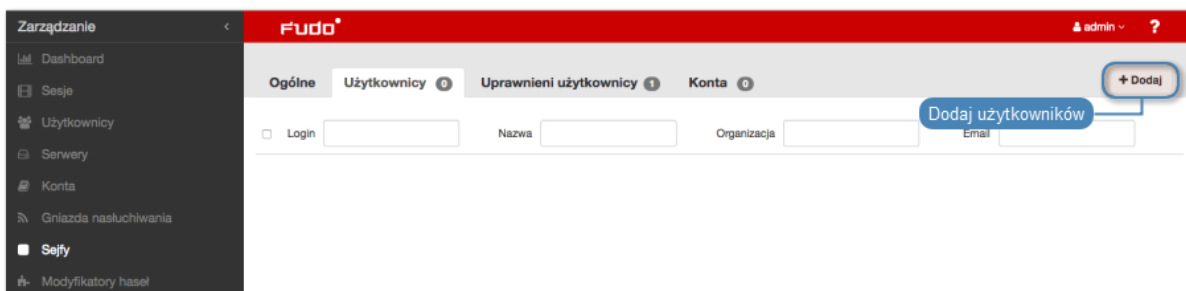 Zarządzanie
Fudo
admin
?
Dashboard
Ogólne
Użytkownicy 0
Uprawnieni użytkownicy 1
Konta 0
+ Dodaj
Sesje
Dodaj użytkowników
Użytkownicy
Login
Nazwa
Organizacja
Email
Serwery
Konta
Gniazda nasłuchiwania
Sejfy
Modyfikatory haseł